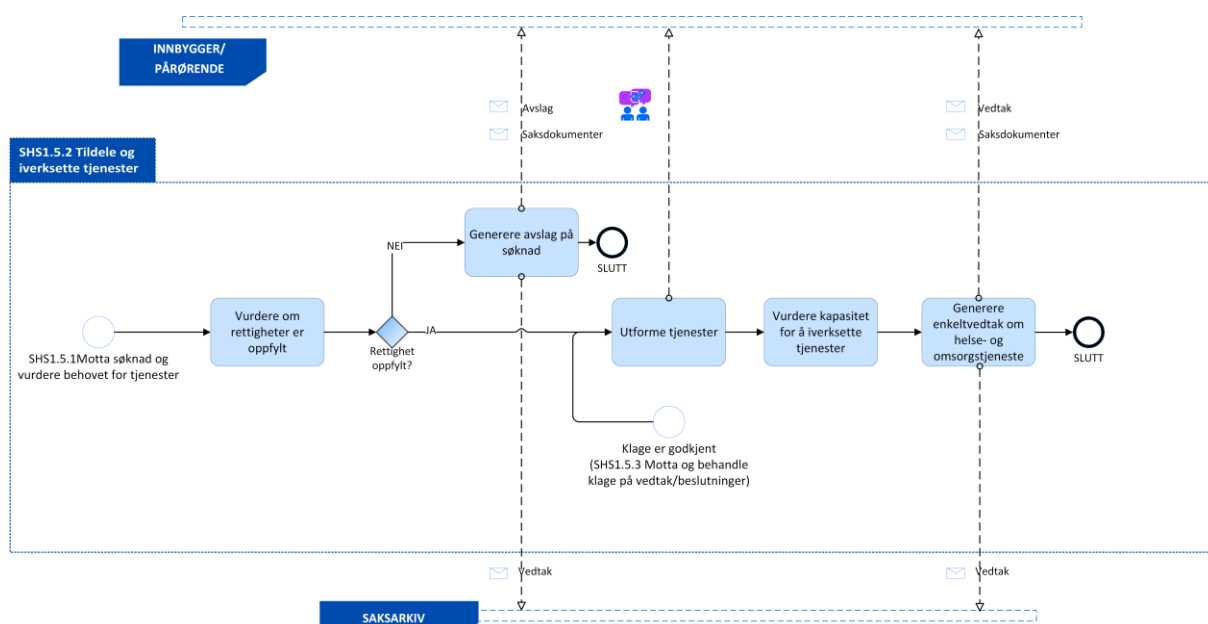 INNBYGGER/
PÅRØRENDE
Avslag
Saksdokumenter
Vedtak
Saksdokumenter
SHS1.5.2 Tildele og
iverksette tjenester
Generere avslag på
søknad
NEI
SLUTT
Vurdere om
rettigheter er
oppfylt
JA
Rettighet
oppfylt?
SHS1.5.1Motta søknad og
vurdere behovet for tjenester
Utforme tjenester
Vurdere kapasitet
for å iverksette
tjenester
Generere
enkeltvedtak om
helse- og
omsorgstjeneste
SLUTT
Klage er godkjent
(SHS1.5.3 Motta og behandle
klage på vedtak/beslutninger)
Vedtak
Vedtak
SAKSARKIV